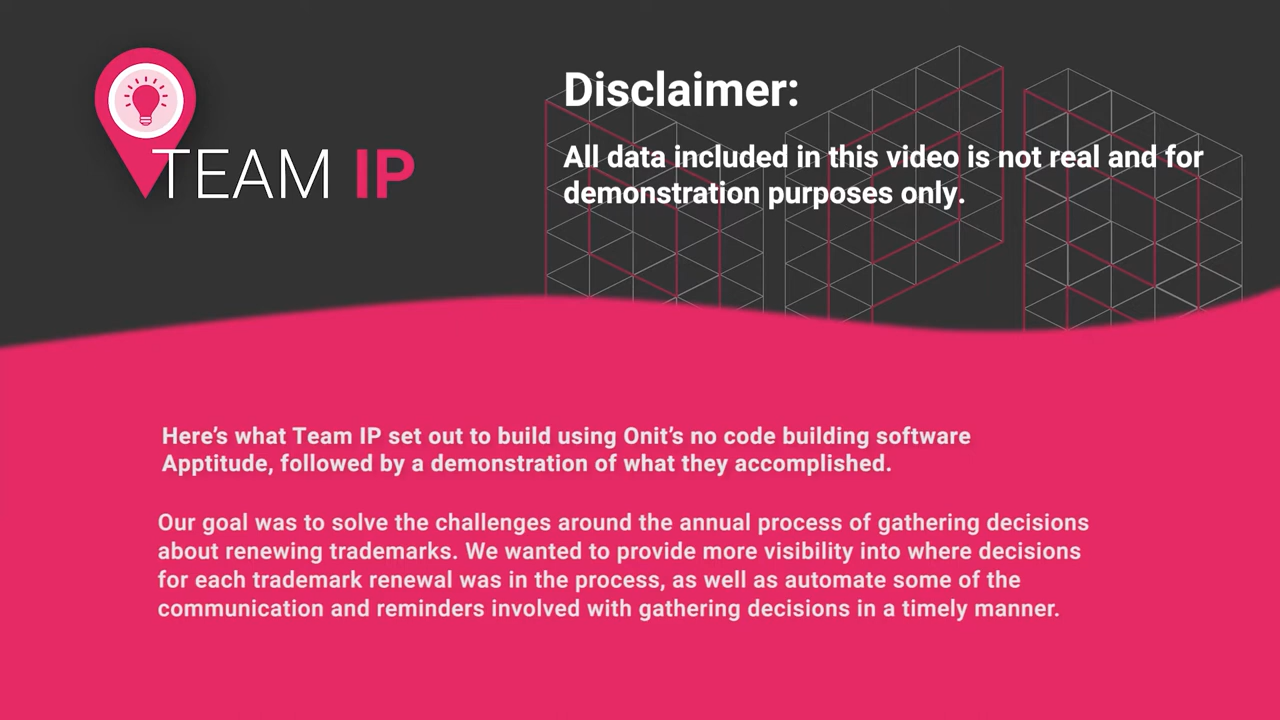 TEAM IP
Disclaimer:
All data included in this video is not real and for
demonstration purposes only.
Here’s what Team IP set out to build using Onit’s no code building software
Apptitude, followed by a demonstration of what they accomplished.
Our goal was to solve the challenges around the annual process of gathering decisions
about renewing trademarks. We wanted to provide more visibility into where decisions
for each trademark renewal was in the process, as well as automate some of the
communication and reminders involved with gathering decisions in a timely manner.